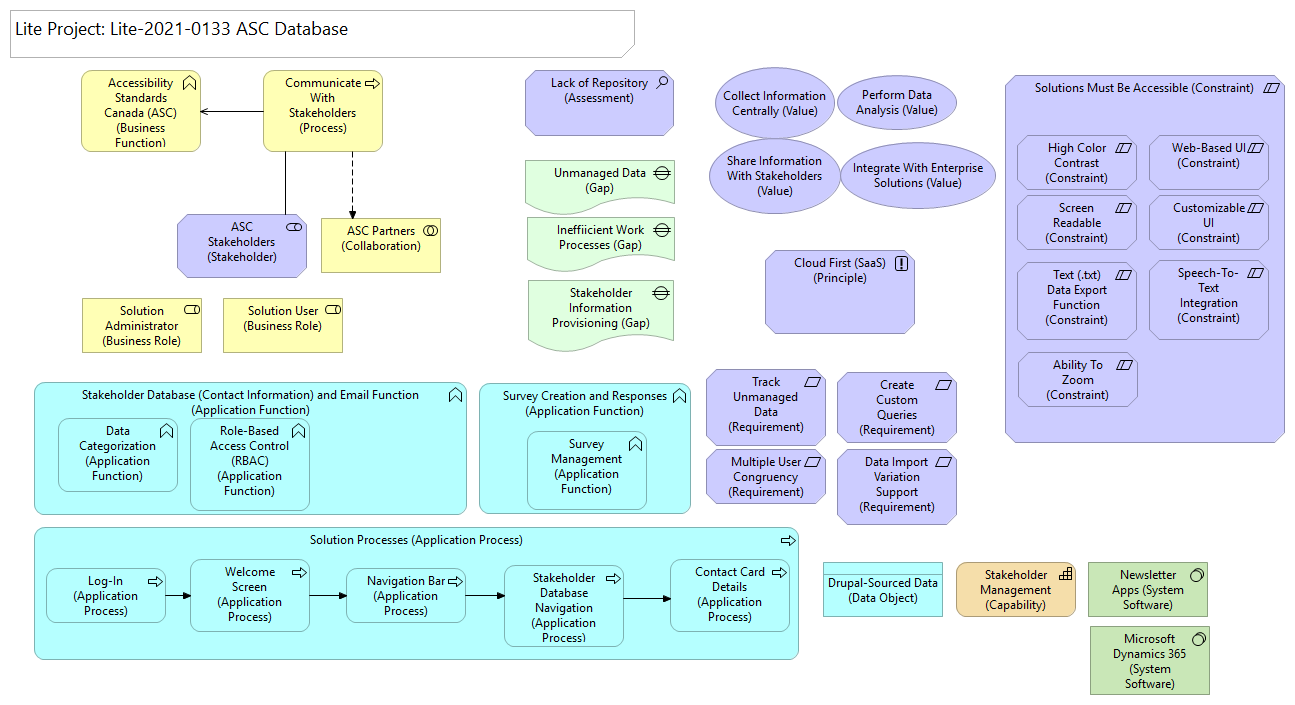 Lite Project: Lite-2021-0133 ASC Database
Accessibility
Standards
Canada (ASC)
(Business
Function)
Communicate
With
Stakeholders
(Process)
ASC
Stakeholders
(Stakeholder)
ASC Partners
(Collaboration)
Solution
Administrator
(Business Role)
Solution User
(Business Role)
Lack of Repository
(Assessment)
Unmanaged Data
(Gap)
Ineffiicient Work
Processes (Gap)
Stakeholder
Information
Provisioning (Gap)
Collect Information
Centrally (Value)
Perform Data
Analysis (Value)
Share Information
With Stakeholders
(Value)
Integrate With Enterprise
Solutions (Value)
Cloud First (SaaS)
(Principle)
Solutions Must Be Accessible (Constraint)
High Color
Contrast
(Constraint)
Web-Based UI
(Constraint)
Screen
Readable
(Constraint)
Customizable
UI
(Constraint)
Text (.txt)
Data Export
Function
(Constraint)
Speech-To-
Text
Integration
(Constraint)
Ability To
Zoom
(Constraint)
Stakeholder Database (Contact Information) and Email Function
(Application Function)
Data
Categorization
(Application
Function)
Role-Based
Access Control
(RBAC)
(Application
Function)
Survey Creation and Responses
(Application Function)
Survey
Management
(Application
Function)
Track
Unmanaged
Data
(Requirement)
Create
Custom
Queries
(Requirement)
Multiple User
Congruency
(Requirement)
Data Import
Variation
Support
(Requirement)
Solution Processes (Application Process)
Log-In
(Application
Process)
Welcome
Screen
(Application
Process)
Navigation Bar
(Application
Process)
Stakeholder
Database
Navigation
(Application
Process)
Contact Card
Details
(Application
Process)
Drupal-Sourced Data
(Data Object)
Stakeholder
Management
(Capability)
Newsletter
Apps (System
Software)
Microsoft
Dynamics 365
(System
Software)